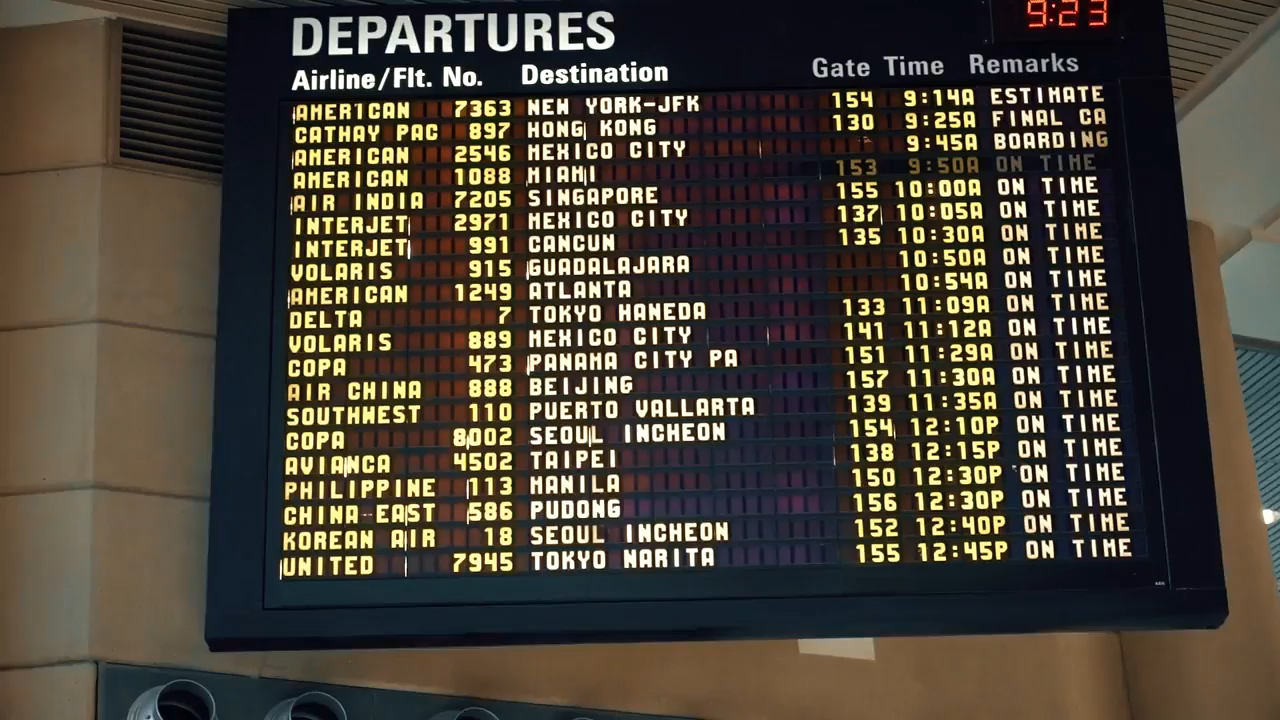 9:23
DEPARTURES
Airline/Flt. No. Destination Gate Time Remarks
AMERICAN 7363 NEW YORK-JFK 154 9:14A ESTIMATE
CATHAY PAC 897 HONG KONG 130 9:25A FINAL CA
AMERICAN 2546 MEXICO CITY 9:45A BOARDING
AMERICAN 1088 MIAMI 153 9:50A ON TIME
AIR INDIA 7205 SINGAPORE 155 10:00A ON TIME
INTERJET 2971 MEXICO CITY 137 10:05A ON TIME
INTERJET 991 CANCUN 135 10:30A ON TIME
VOLARIS 915 GUADALAJARA 10:50A ON TIME
AMERICAN 1249 ATLANTA 10:54A ON TIME
DELTA 7 TOKYO HANEDA 133 11:09A ON TIME
VOLARIS 889 MEXICO CITY 141 11:12A ON TIME
COPA 473 PANAMA CITY PA 151 11:29A ON TIME
AIR CHINA 888 BEIJING 157 11:30A ON TIME
SOUTHWEST 110 PUERTO VALLARTA 139 11:35A ON TIME
COPA 8002 SEOUL INCHEON 154 12:10P ON TIME
AVIANCA 4502 TAIPEI 138 12:15P ON TIME
PHILIPPINE 113 MANILA 150 12:30P ON TIME
CHINA EAST 586 PUDONG 156 12:30P ON TIME
KOREAN AIR 18 SEOUL INCHEON 152 12:40P ON TIME
UNITED 7945 TOKYO NARITA 155 12:45P ON TIME